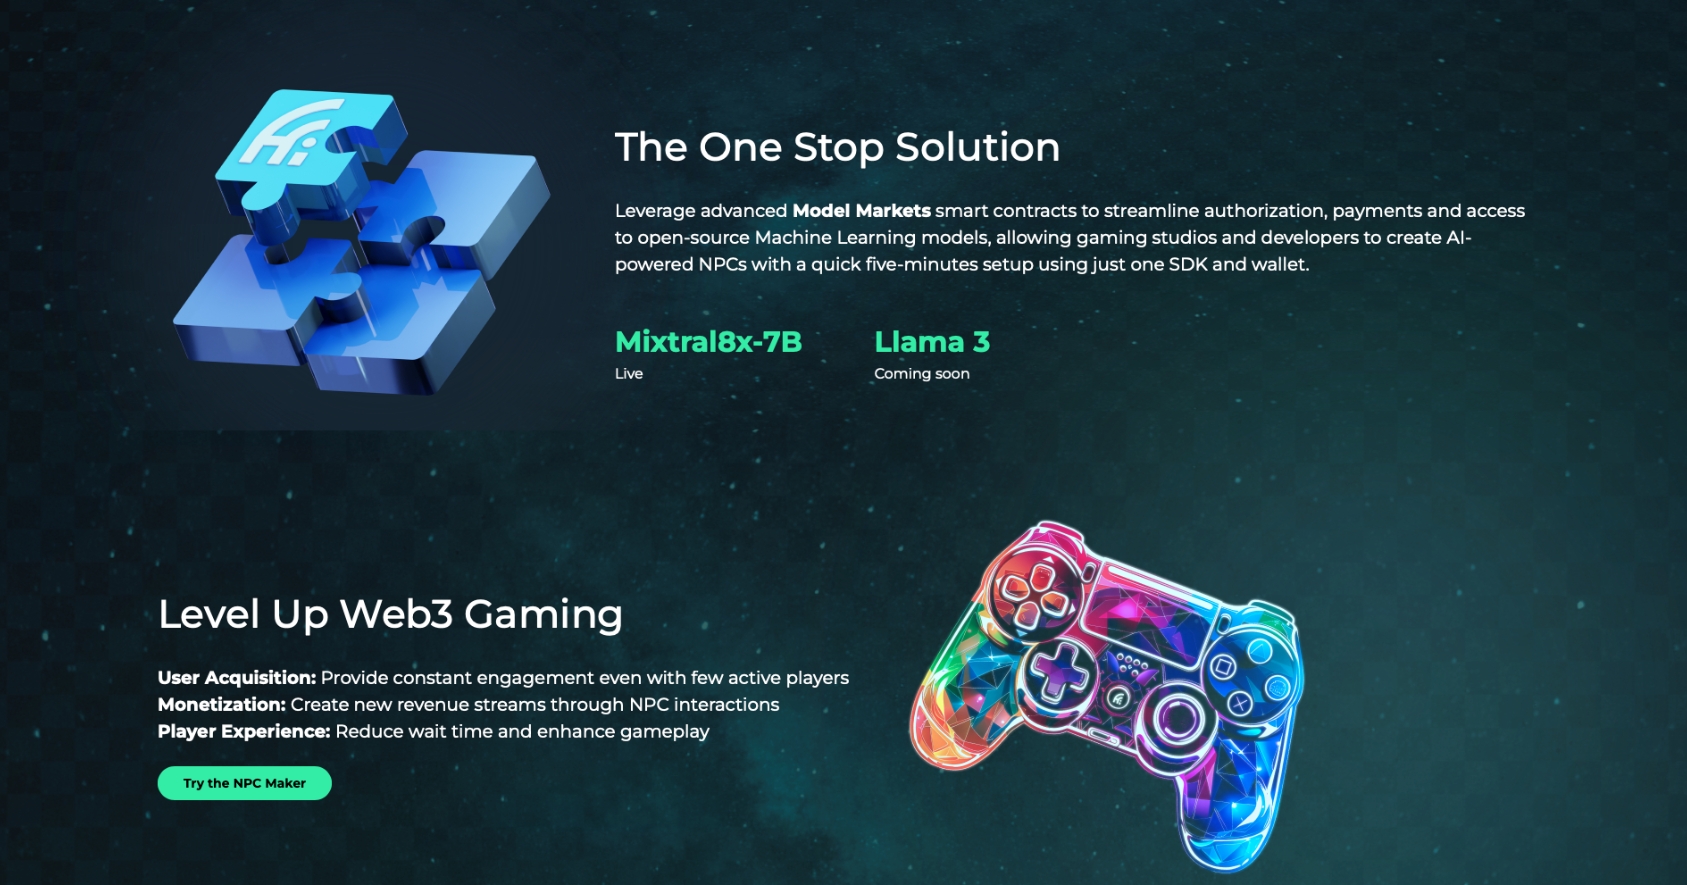 Hi
The One Stop Solution
Leverage advanced Model Markets smart contracts to streamline authorization, payments and access
to open-source Machine Learning models, allowing gaming studios and developers to create AI-
powered NPCs with a quick five-minutes setup using just one SDK and wallet.
Mixtral8x-7B Llama 3
Live Coming soon
Level Up Web3 Gaming
User Acquisition: Provide constant engagement even with few active players
Monetization: Create new revenue streams through NPC interactions
Player Experience: Reduce wait time and enhance gameplay
Try the NPC Maker